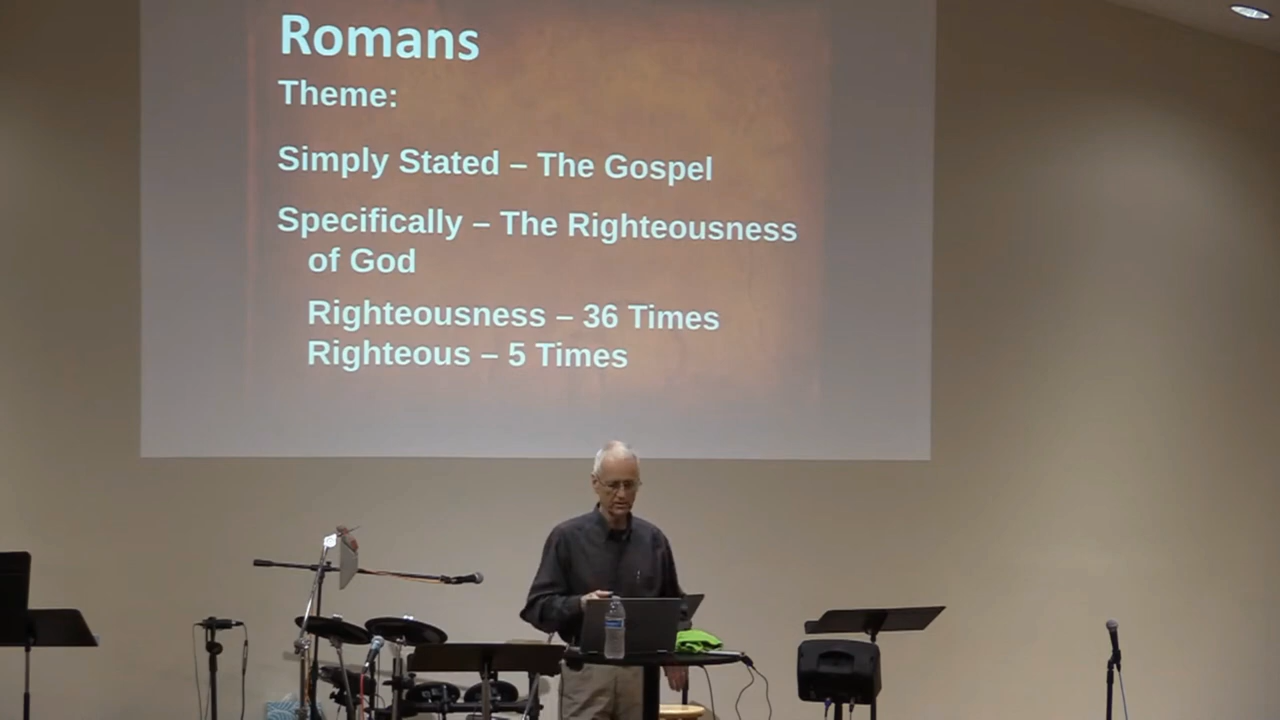 Romans
Theme:
Simply Stated – The Gospel
Specifically – The Righteousness
of God
Righteousness – 36 Times
Righteous – 5 Times